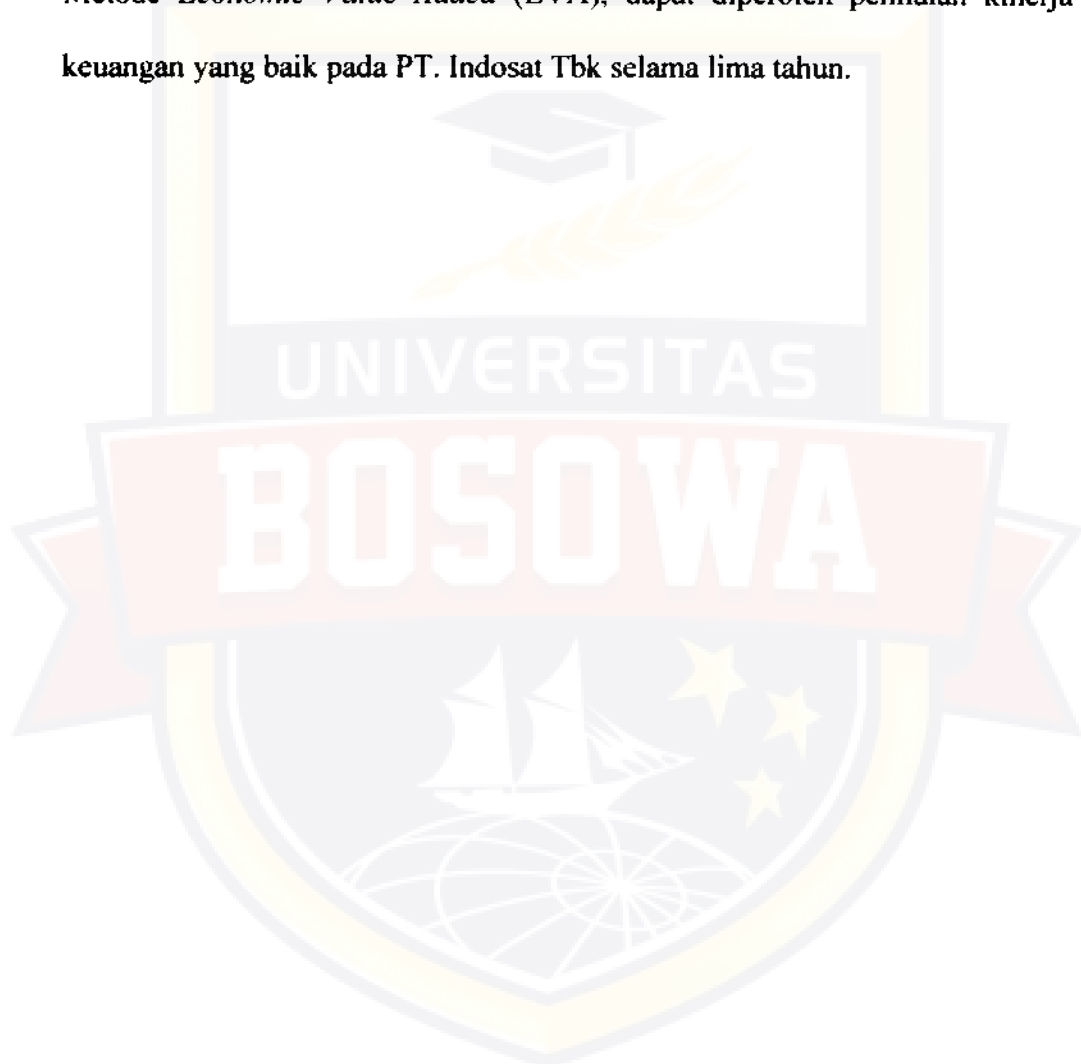 Metode Economic Value Added (EVA), dapat diperoleh penilaian kinerja
keuangan yang baik pada PT. Indosat Tbk selama lima tahun.
UNIVERSITAS
BOSOWA